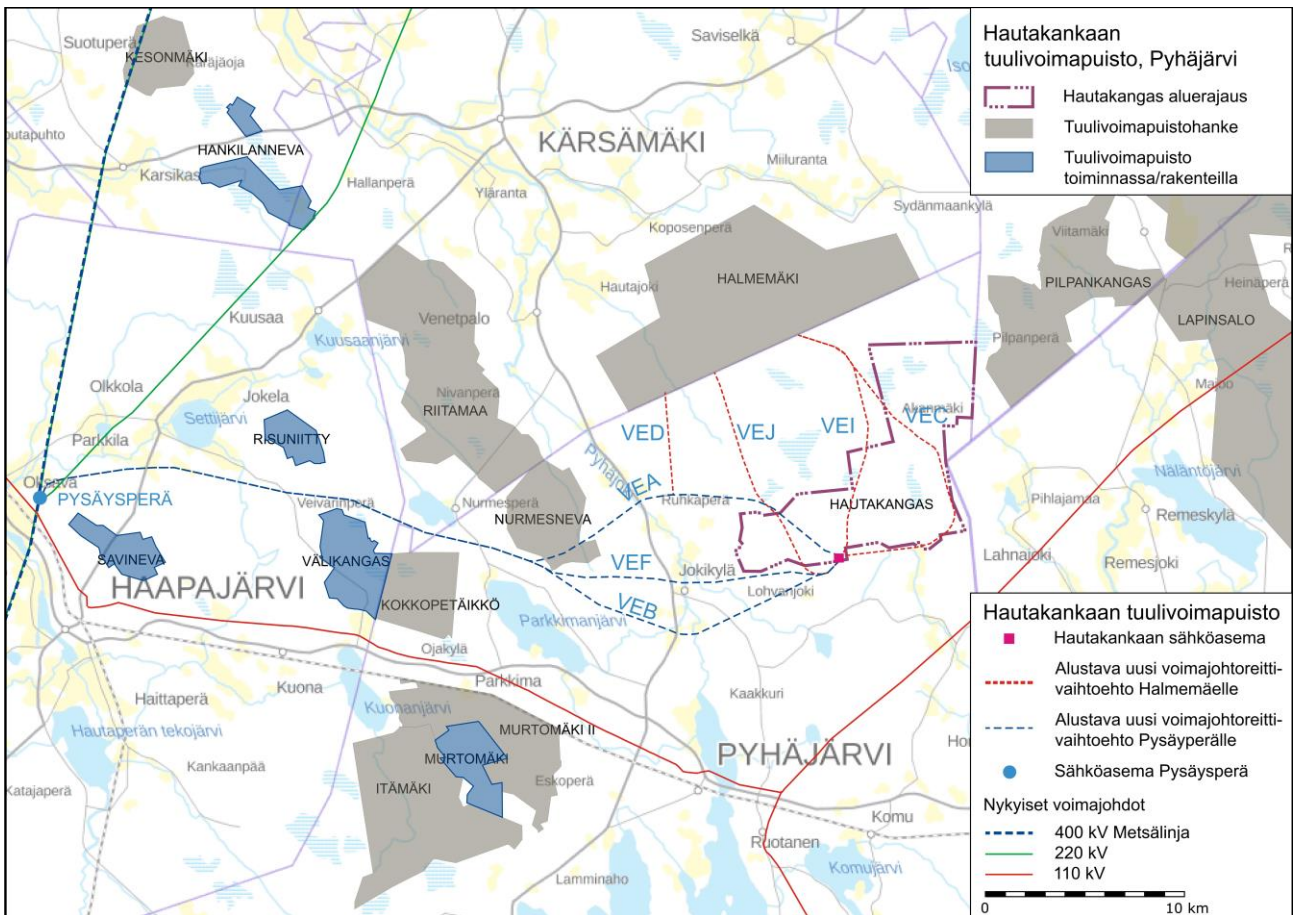 Suotuperä
KESONMÄKI
Karajäoja
Saviselkä
outapuhto
HANKILANNEVA
KÄRSÄMÄKI
Karsikas
Hallanperä
Miiluranta
Yläranta
Sydänmaankylä
Koposenperä
Viitamäki
HALMEMÄKI
Hautajoki
Heinäperä
PILPANKANGAS
Kuusaa
Venetpalo
LAPINSALO
Kuusaanjärvi
Pilpanperä
Olkkola
Jokela
Nivanperä
Settijärvi
RIITAMAA
Akanmäki
Parkkila
RISUNIITTY
VED
VEJ
VEI
VEC
Pyhäjoki
Näläntöjärvi
PYSÄYSPERÄ
VEA
Veivarinperä
Nurmesperä
Ruhkaperä
Pihlajamaa
NURMESNEVA
HAUTAKANGAS
Remeskylä
SAVINEVA
VÄLIKANGAS
VEF
Jokikylä
Lahnajoki
Remesjoki
HAAPAJÄRVI
Lohvanjoki
KOKKOPETÄIKKÖ
VEB
Parkkimanjärvi
Ojakylä
Kuona
Parkkima
Haittaperä
Kaakkuri
Kuonanjärvi
Hautaperän tekojärvi
MURTOMÄKI II
PYHÄJÄRVI
MURTOMÄKI
Kankaanpää
Eskoperä
Katajaperä
ITÄMÄKI
Komu
Ruotanen
Komujärvi
Lamminaho
Hautakankaan
tuulivoimapuisto, Pyhäjärvi
Hautakangas aluerajaus
Tuulivoimapuistohanke
Tuulivoimapuisto
toiminnassa/rakenteilla
Hautakankaan tuulivoimapuisto
Hautakankaan sähköasema
Alustava uusi voimajohtoreitti-
vaihtoehto Halmemäelle
Alustava uusi voimajohtoreitti-
vaihtoehto Pysäyperälle
Sähköasema Pysäysperä
Nykyiset voimajohdot
400 kV Metsälinja
220 kV
110 kV
0 10 km